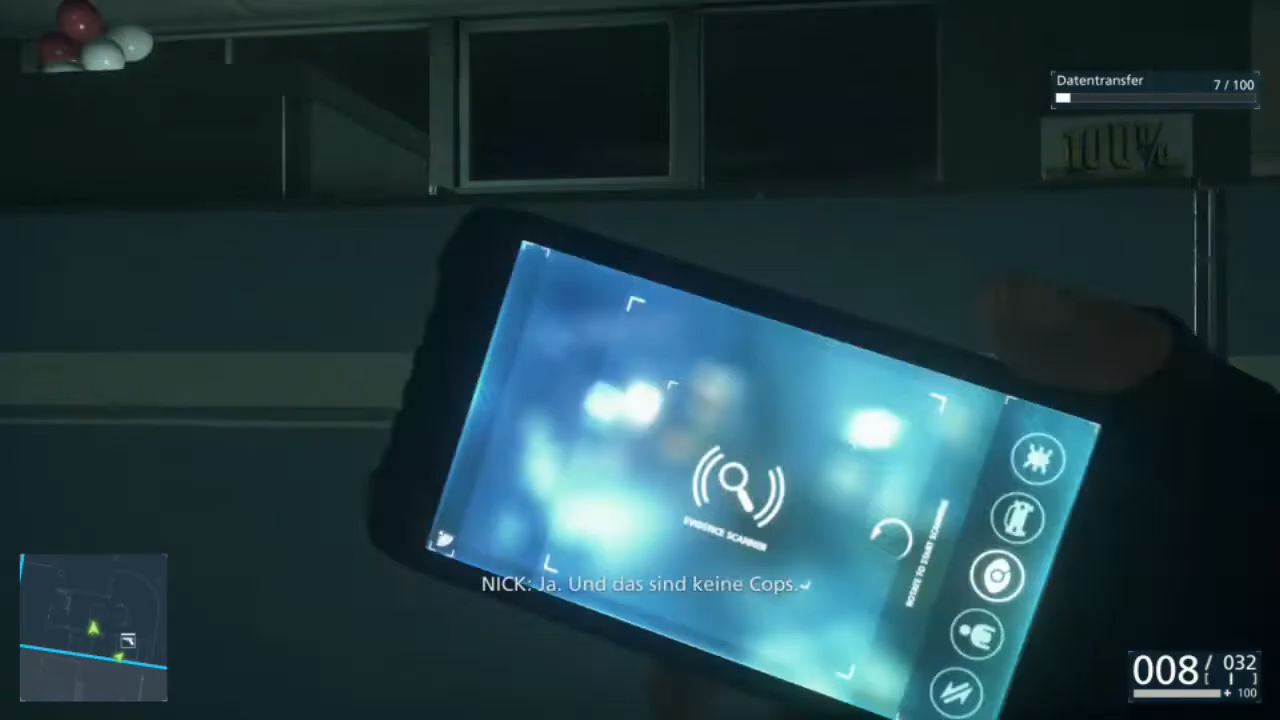 Datentransfer
7 / 100
100%
EVIDENCE SCANNER
ROTATE TO START SCANNING
NICK: Ja. Und das sind keine Cops.
008 / 032
+ 100